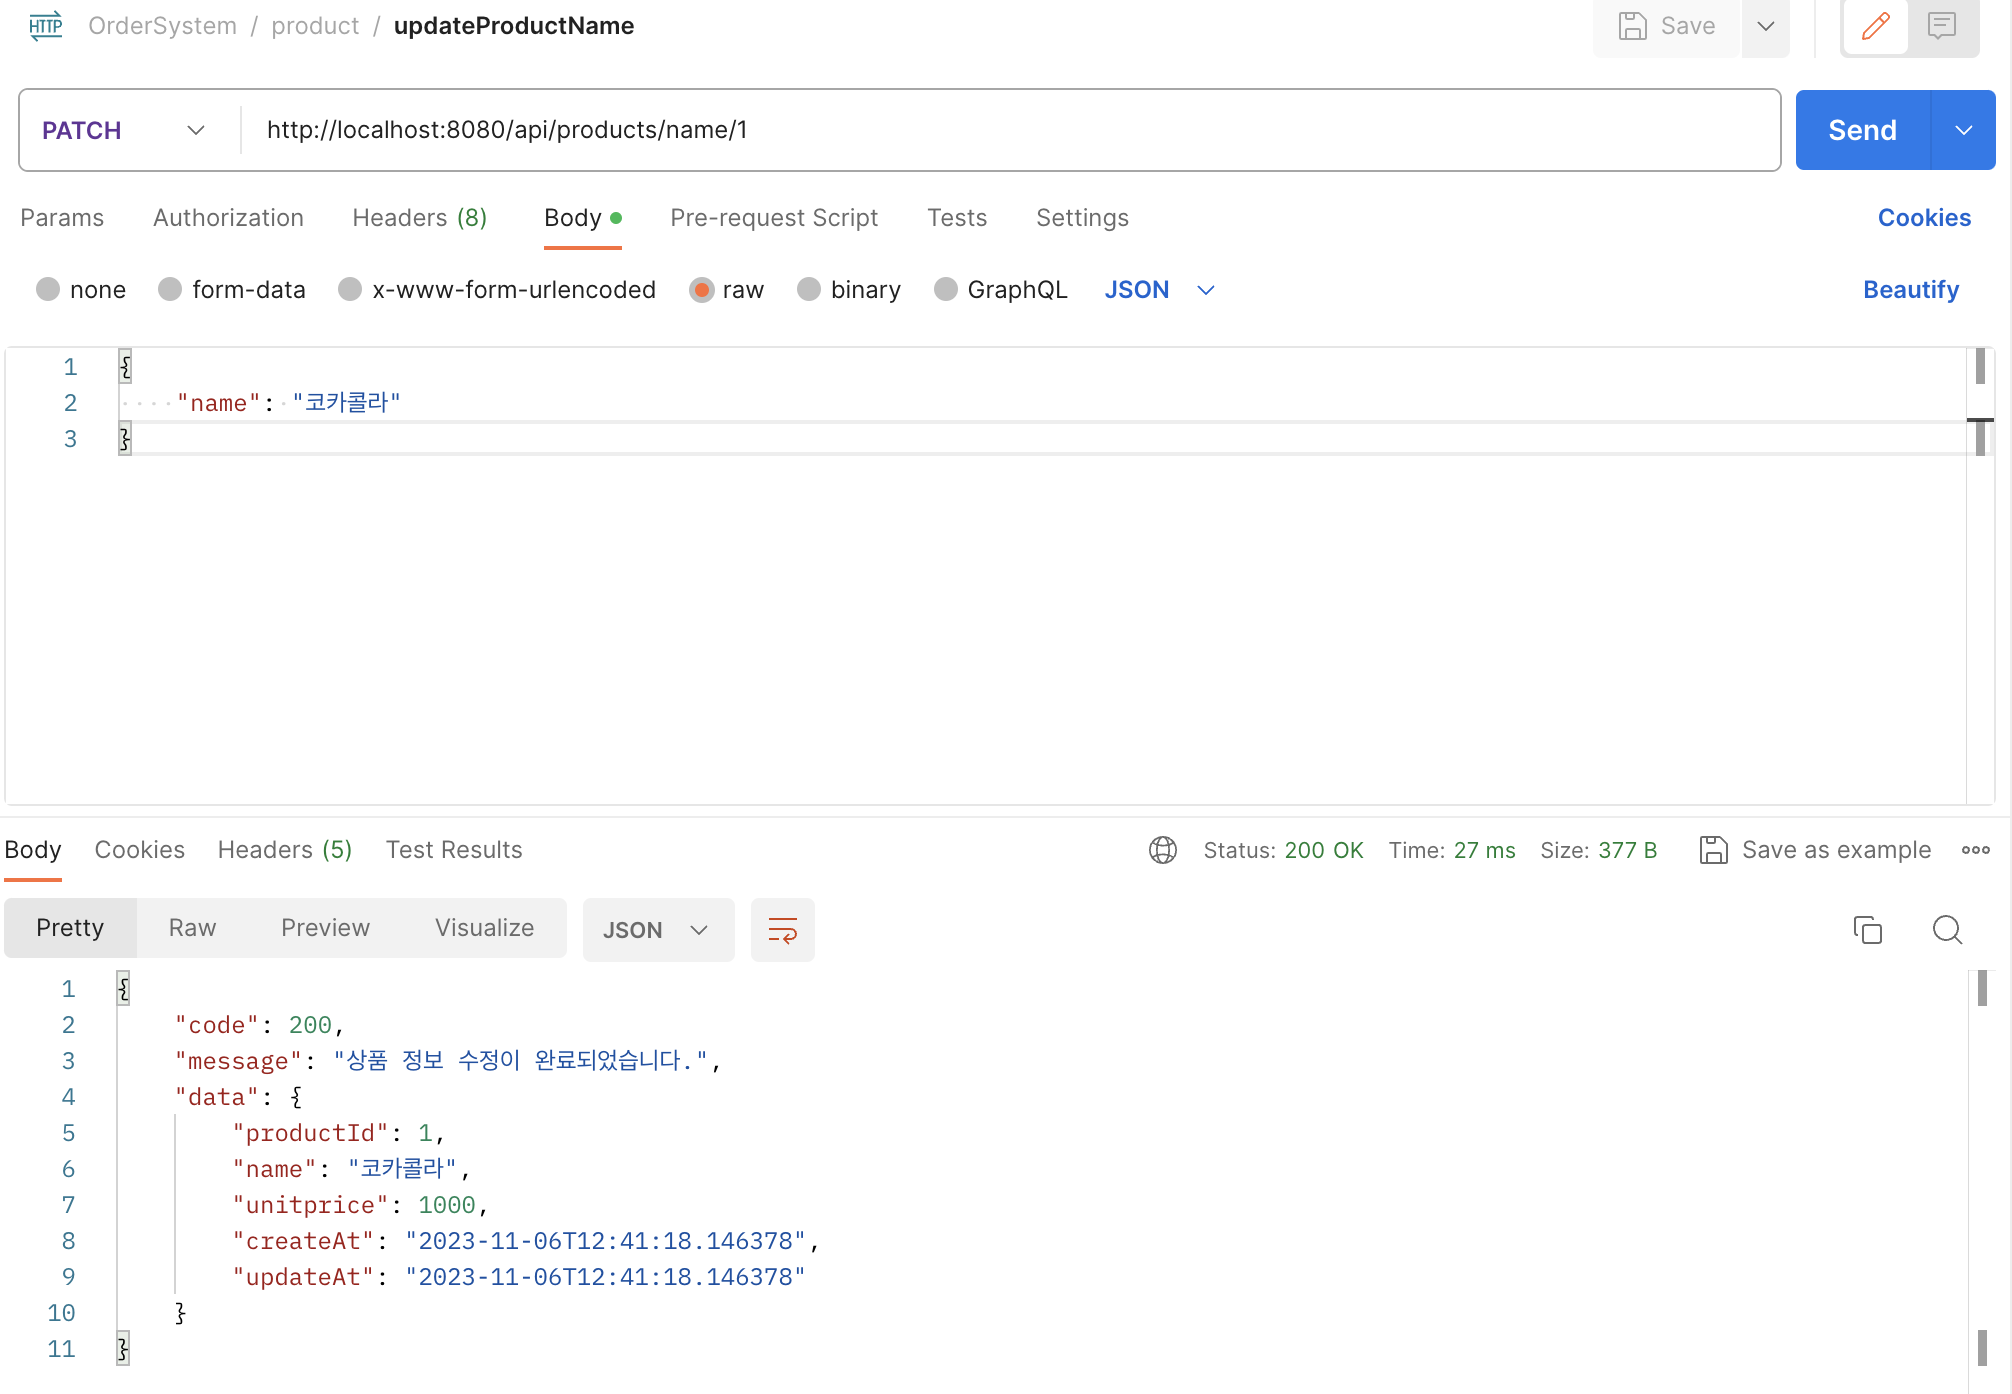 HTTP OrderSystem / product / updateProductName Save
PATCH http://localhost:8080/api/products/name/1 Send
Params Authorization Headers (8) Body Pre-request Script Tests Settings Cookies
none form-data x-www-form-urlencoded raw binary GraphQL JSON Beautify
1 {
2 "name": "코카콜라"
3 }
Body Cookies Headers (5) Test Results Status: 200 OK Time: 27 ms Size: 377 B Save as example
Pretty Raw Preview Visualize JSON
1 {
2 "code": 200,
3 "message": "상품 정보 수정이 완료되었습니다.",
4 "data": {
5 "productId": 1,
6 "name": "코카콜라",
7 "unitprice": 1000,
8 "createAt": "2023-11-06T12:41:18.146378",
9 "updateAt": "2023-11-06T12:41:18.146378"
10 }
11 }